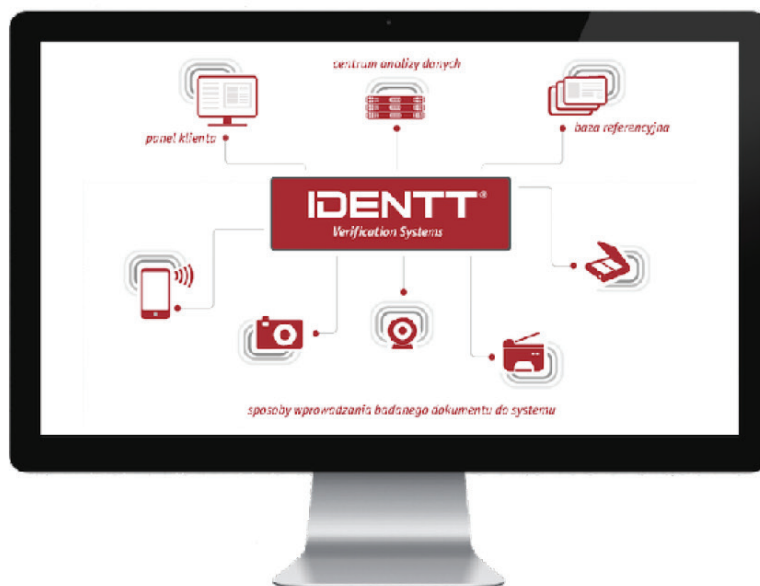 centrum analizy danych
panel klienta
baza referencyjna
IDENTT®
Verification Systems
sposoby wprowadzania badanego dokumentu do systemu